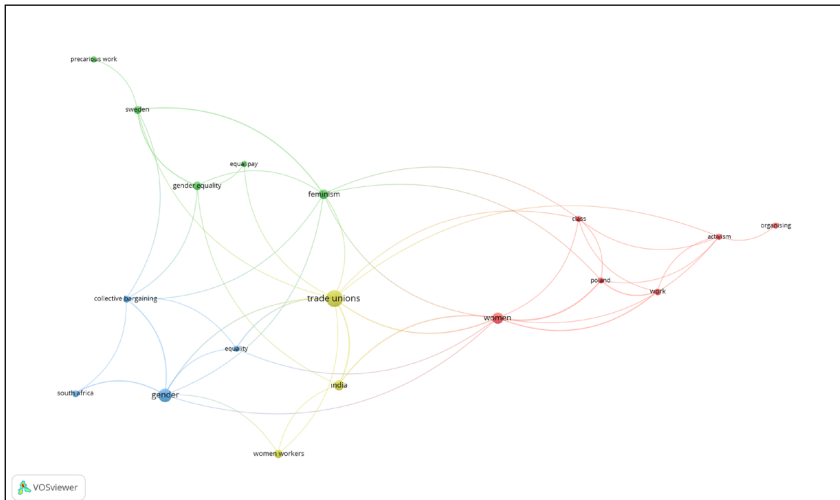 precarious work
sweden
equal pay
gender equality
feminism
class
organising
activism
poland
work
collective bargaining
trade unions
women
equality
india
south africa
gender
women workers
VOSviewer